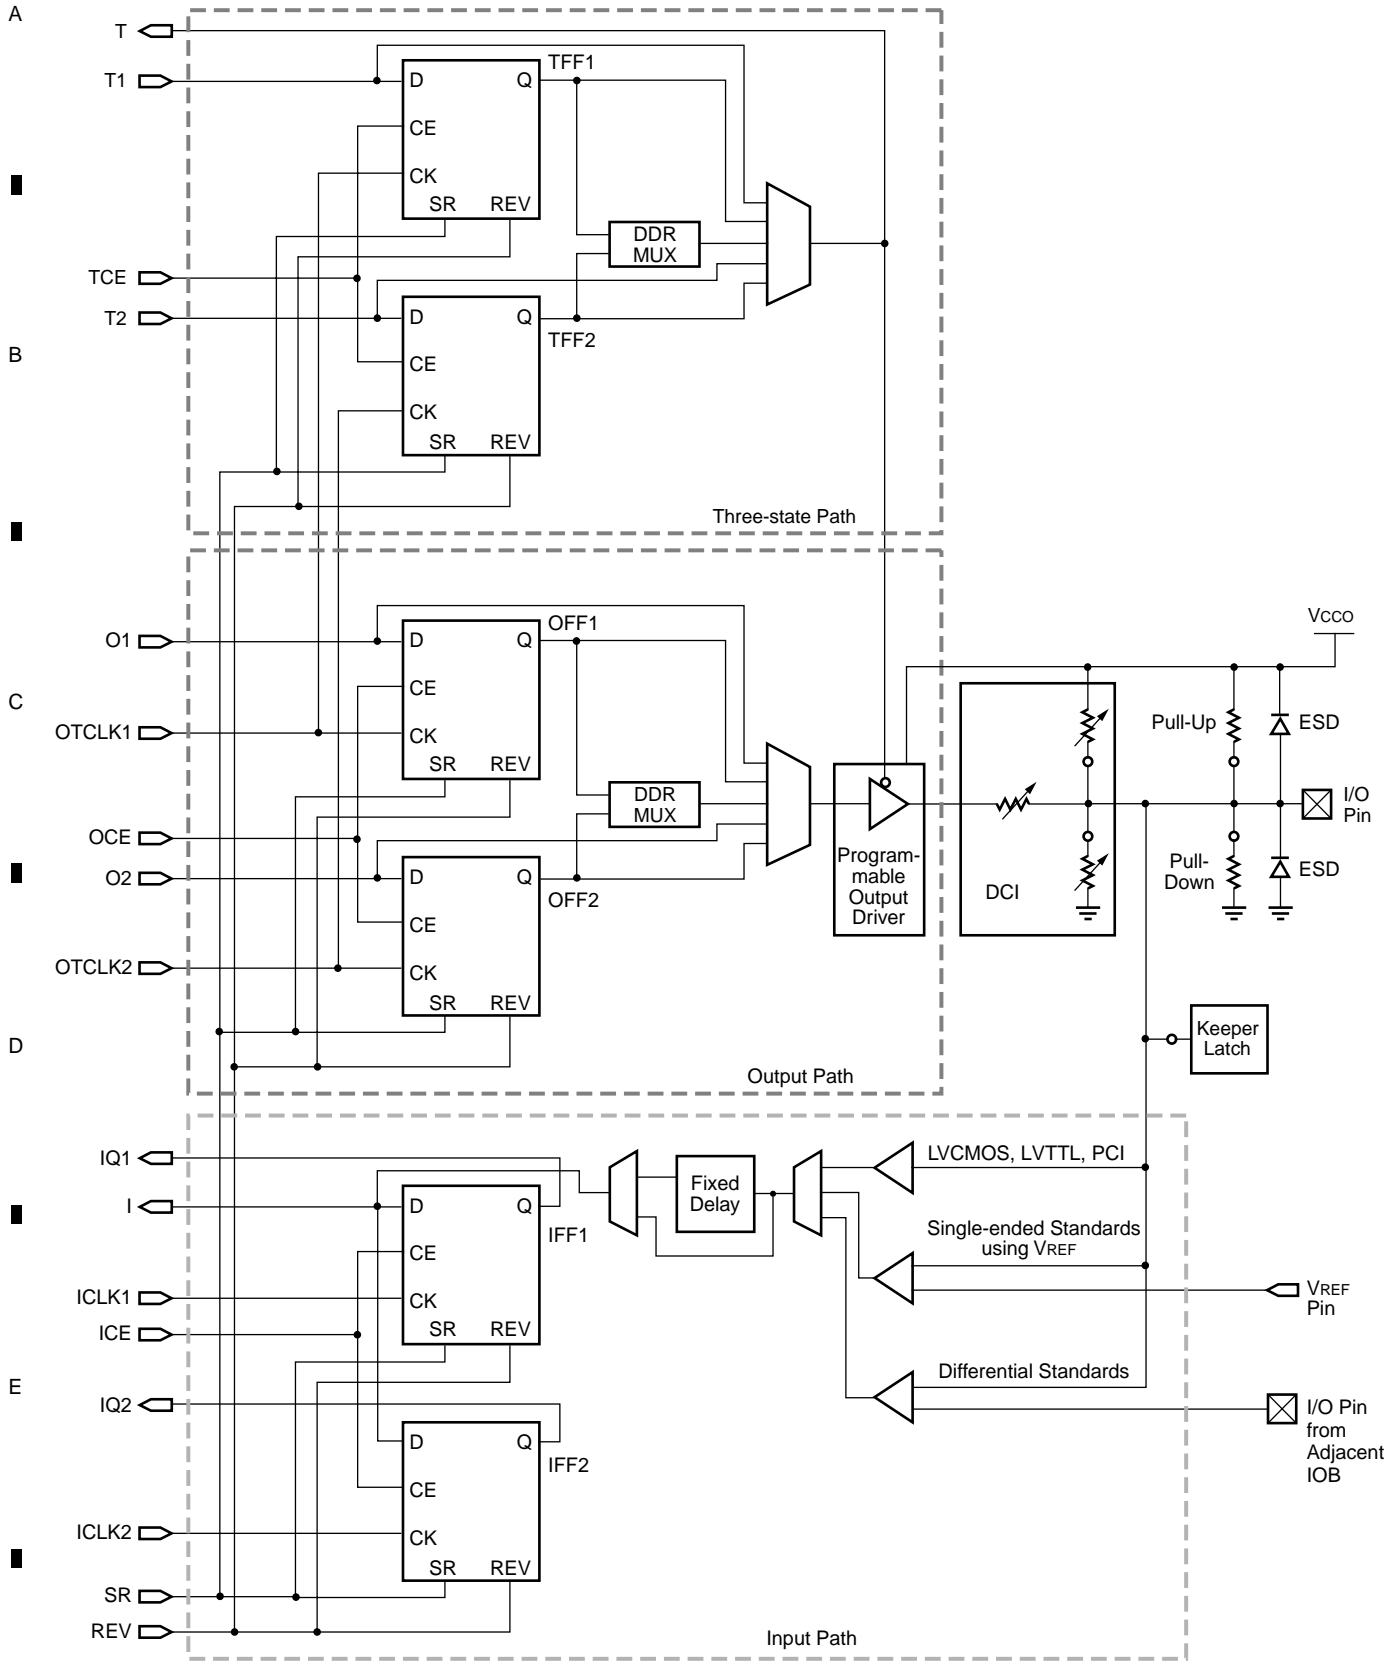 A
T
T1
D
Q
TFF1
CE
CK
SR
REV
DDR
MUX
TCE
T2
D
Q
TFF2
B
CE
CK
SR
REV
Three-state Path
O1
D
Q
OFF1
CE
C
OTCLK1
CK
SR
REV
DDR
MUX
OCE
O2
D
Q
OFF2
CE
OTCLK2
CK
SR
REV
Program-
mable
Output
Driver
DCI
VCCO
Pull-Up
ESD
I/O
Pin
Pull-
Down
ESD
Keeper
Latch
D
Output Path
IQ1
I
D
Q
IFF1
CE
ICLK1
CK
ICE
SR
REV
Fixed
Delay
LVCMOS, LVTTL, PCI
Single-ended Standards
using VREF
VREF
Pin
Differential Standards
I/O Pin
from
Adjacent
IOB
E
IQ2
D
Q
IFF2
CE
ICLK2
CK
SR
REV
SR
REV
Input Path